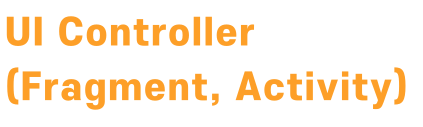 UI Controller
(Fragment, Activity)